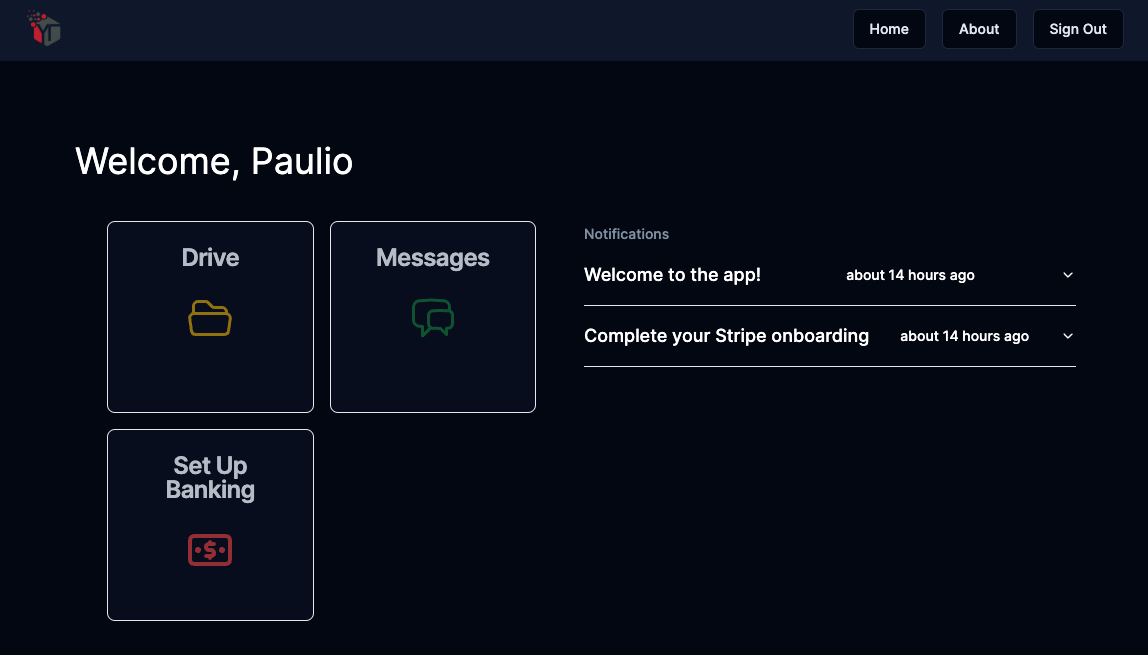 Home
About
Sign Out
Welcome, Paulio
Drive
Messages
Set Up
Banking
Notifications
Welcome to the app!
about 14 hours ago
Complete your Stripe onboarding
about 14 hours ago